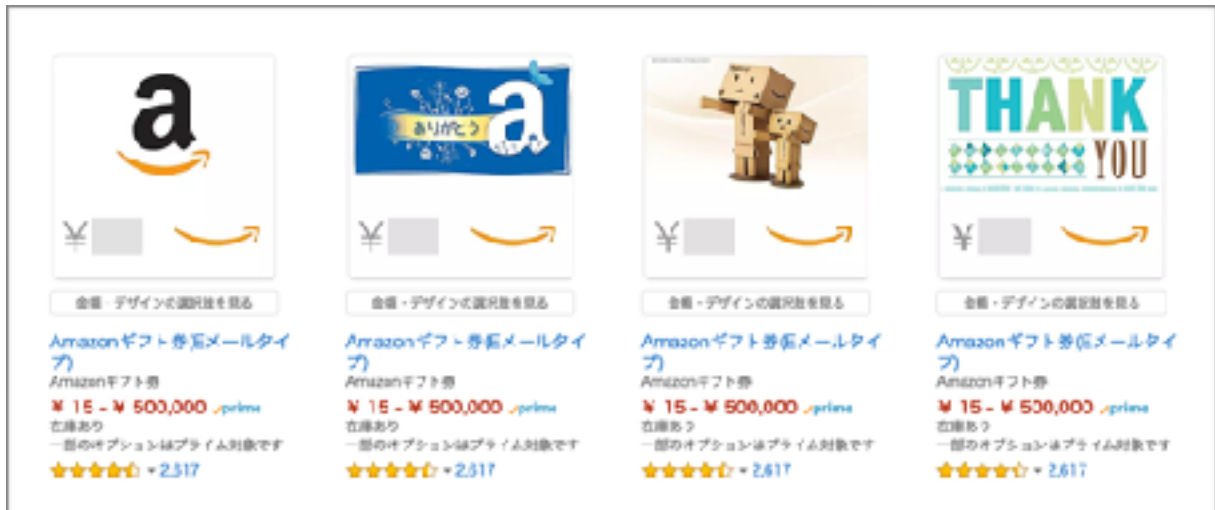 a
ありがとう a
THANK
YOU
¥
¥
¥
¥
金額・デザインの選択肢を見る
金額・デザインの選択肢を見る
金額・デザインの選択肢を見る
金額・デザインの選択肢を見る
Amazonギフト券(Eメールタイ
プ)
Amazonギフト券
¥ 15 - ¥ 500,000 prime
在庫あり
一部のオプションはプライム対象です
2,617
Amazonギフト券(Eメールタイ
プ)
Amazonギフト券
¥ 15 - ¥ 500,000 prime
在庫あり
一部のオプションはプライム対象です
2,617
Amazonギフト券(Eメールタイ
プ)
Amazonギフト券
¥ 15 - ¥ 500,000 prime
在庫あり
一部のオプションはプライム対象です
2,617
Amazonギフト券(Eメールタイ
プ)
Amazonギフト券
¥ 15 - ¥ 500,000 prime
在庫あり
一部のオプションはプライム対象です
2,617